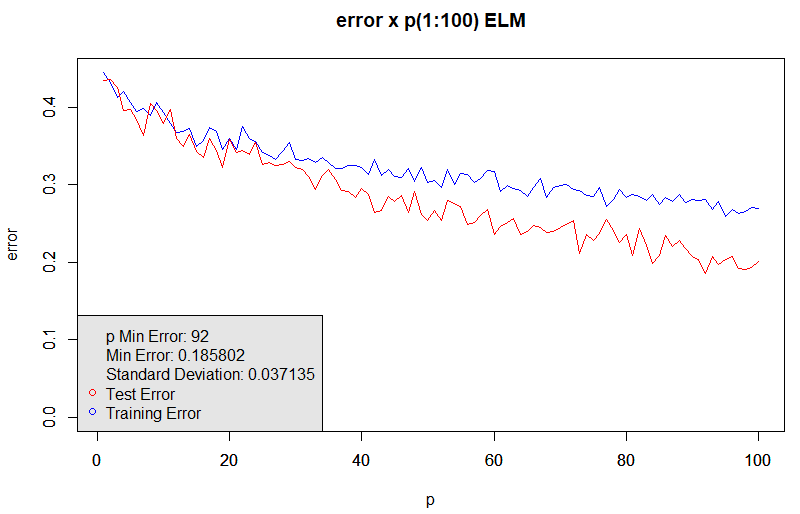 error x p(1:100) ELM
error
0.4
0.3
0.2
0.1
0.0
p Min Error: 92
Min Error: 0.185802
Standard Deviation: 0.037135
Test Error
Training Error
0 20 40 60 80 100
p